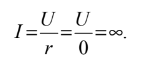 I = U/r = U/0 = ∞.